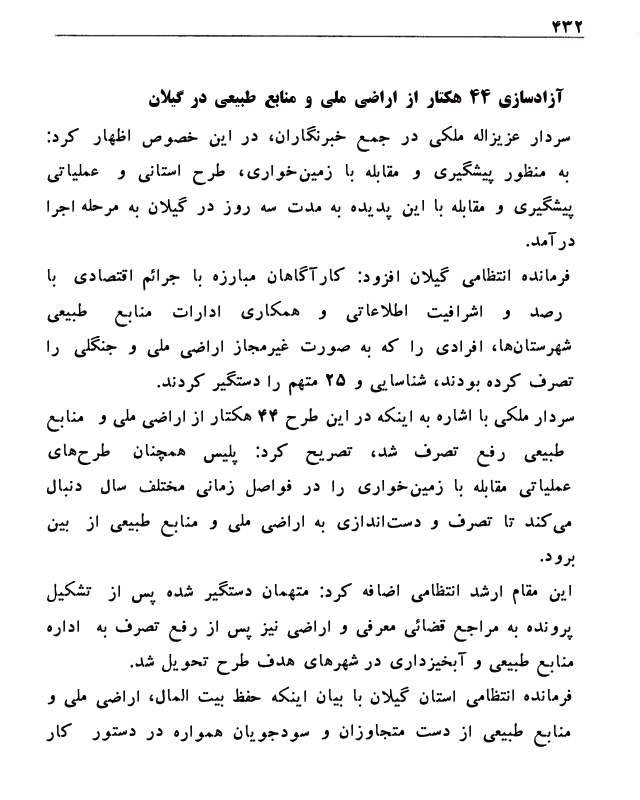 ۴۳۲
آزادسازی ۴۴ هکتار از اراضی ملی و منابع طبیعی در گیلان
سردار عزیزاله ملکی در جمع خبرنگاران، در این خصوص اظهار کرد:
به منظور پیشگیری و مقابله با زمین‌خواری، طرح استانی و عملیاتی
پیشگیری و مقابله با این پدیده به مدت سه روز در گیلان به مرحله اجرا
درآمد.
فرمانده انتظامی گیلان افزود: کارآگاهان مبارزه با جرائم اقتصادی با
رصد و اشرافیت اطلاعاتی و همکاری ادارات منابع طبیعی
شهرستان‌ها، افرادی را که به صورت غیرمجاز اراضی ملی و جنگلی را
تصرف کرده بودند، شناسایی و ۲۵ متهم را دستگیر کردند.
سردار ملکی با اشاره به اینکه در این طرح ۴۴ هکتار از اراضی ملی و منابع
طبیعی رفع تصرف شد، تصریح کرد: پلیس همچنان طرح‌های
عملیاتی مقابله با زمین‌خواری را در فواصل زمانی مختلف سال دنبال
می‌کند تا تصرف و دست‌اندازی به اراضی ملی و منابع طبیعی از بین
برود.
این مقام ارشد انتظامی اضافه کرد: متهمان دستگیر شده پس از تشکیل
پرونده به مراجع قضائی معرفی و اراضی نیز پس از رفع تصرف به اداره
منابع طبیعی و آبخیزداری در شهرهای هدف طرح تحویل شد.
فرمانده انتظامی استان گیلان با بیان اینکه حفظ بیت المال، اراضی ملی و
منابع طبیعی از دست متجاوزان و سودجویان همواره در دستور کار